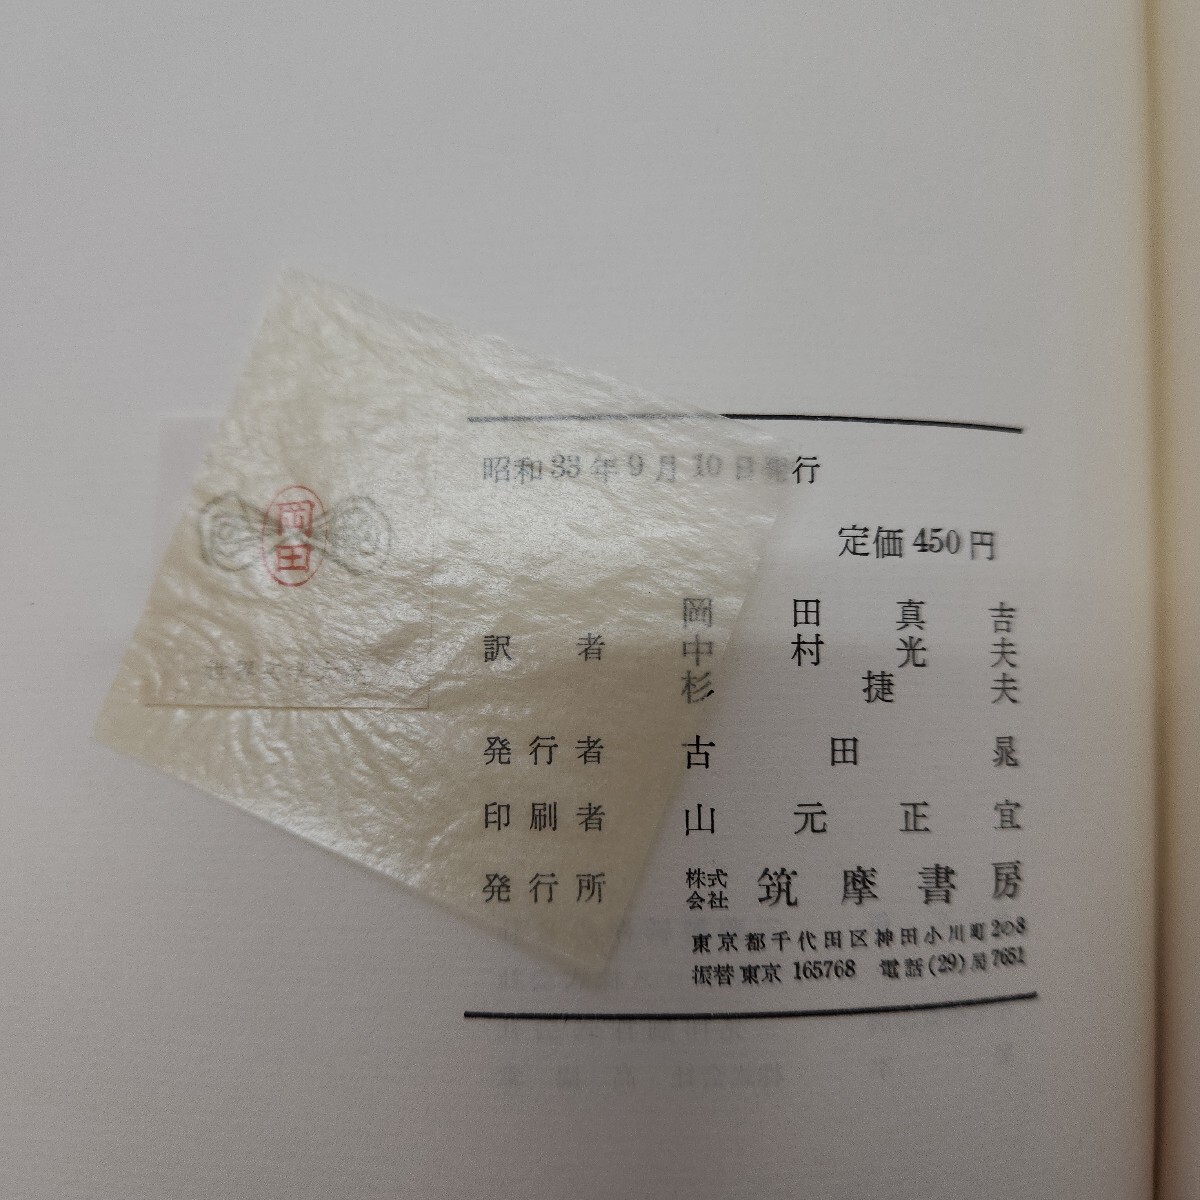 昭和33年9月10日発行
定価450円
訳者
岡田真吉
中村光夫
杉捷夫
発行者 古田晁
印刷者 山元正宜
発行所 株式会社 筑摩書房
東京都千代田区神田小川町2の8
振替東京 165768 電話(29)局7651
岡田